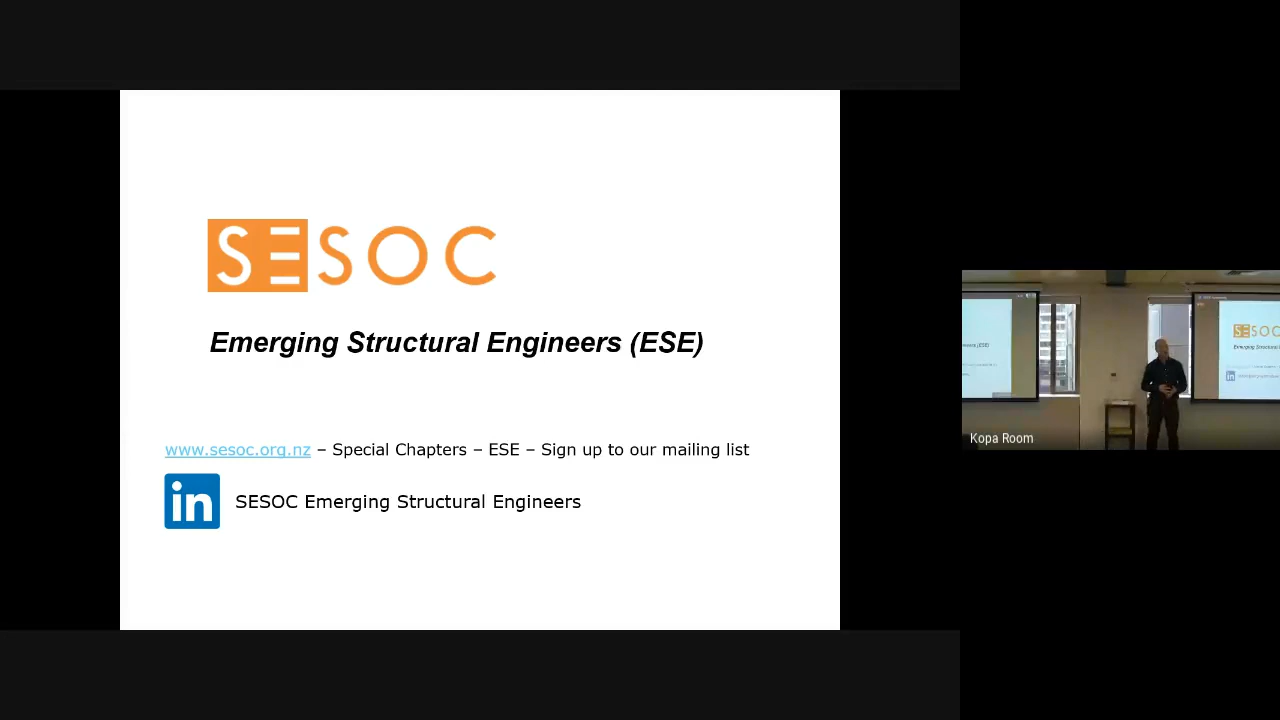 SESOC
Emerging Structural Engineers (ESE)
www.sesoc.org.nz – Special Chapters – ESE – Sign up to our mailing list
in SESOC Emerging Structural Engineers
Kopa Room
SESOC